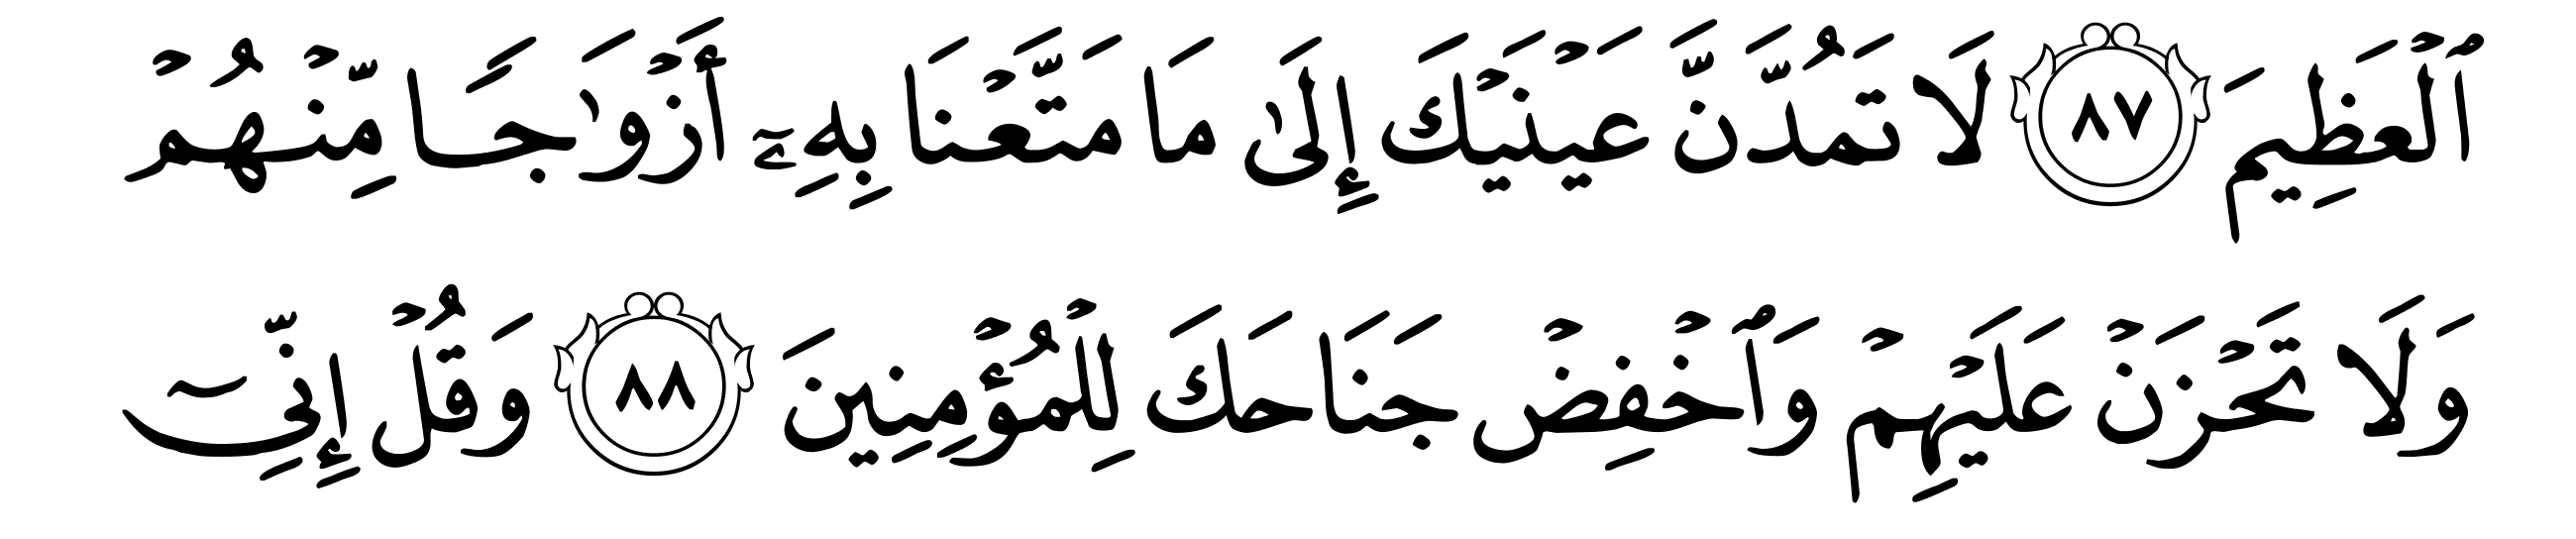 ٱلْعَظِيمَ ٨٧ لَا تَمُدَّنَّ عَيْنَيْكَ إِلَىٰ مَا مَتَّعْنَا بِهِۦٓ أَزْوَٰجًا مِّنْهُمْ
وَلَا تَحْزَنْ عَلَيْهِمْ وَٱخْفِضْ جَنَاحَكَ لِلْمُؤْمِنِينَ ٨٨ وَقُلْ إِنِّىٓ